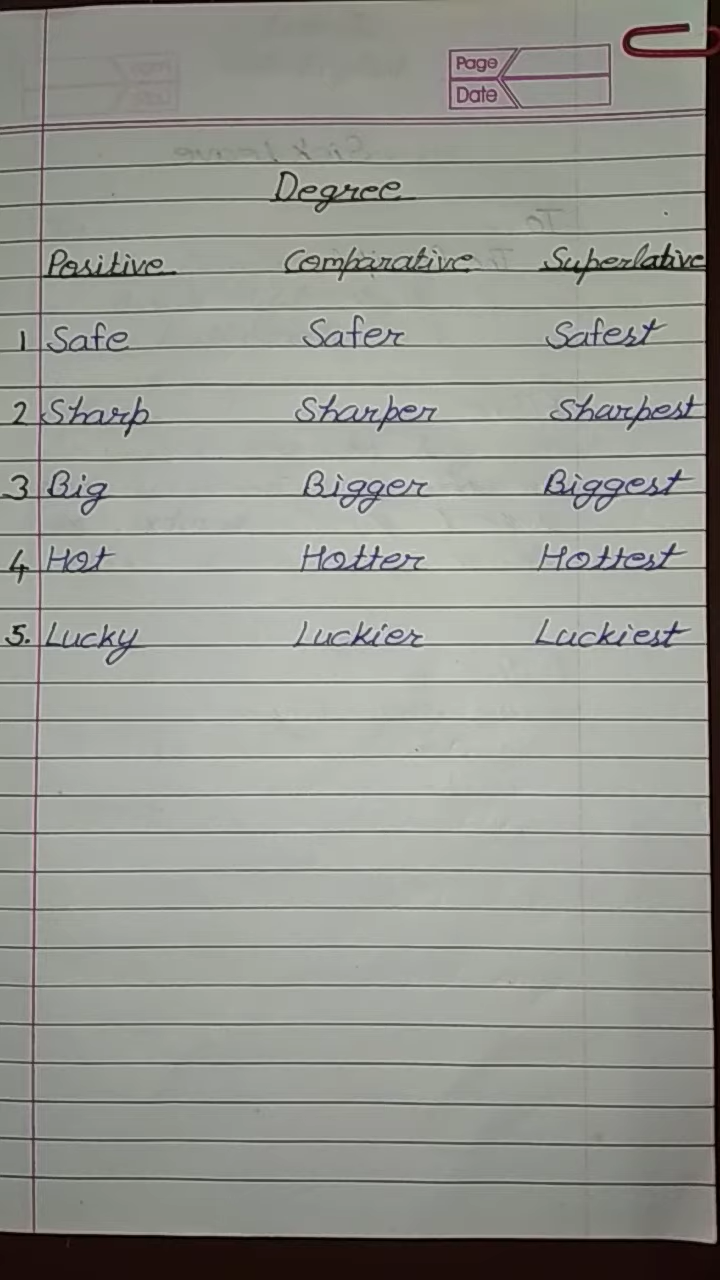 Page
Date
Degree
Positive Comparative Superlative
1 Safe Safer Safest
2 Sharp Sharper Sharpest
3 Big Bigger Biggest
4 Hot Hotter Hottest
5. Lucky Luckier Luckiest